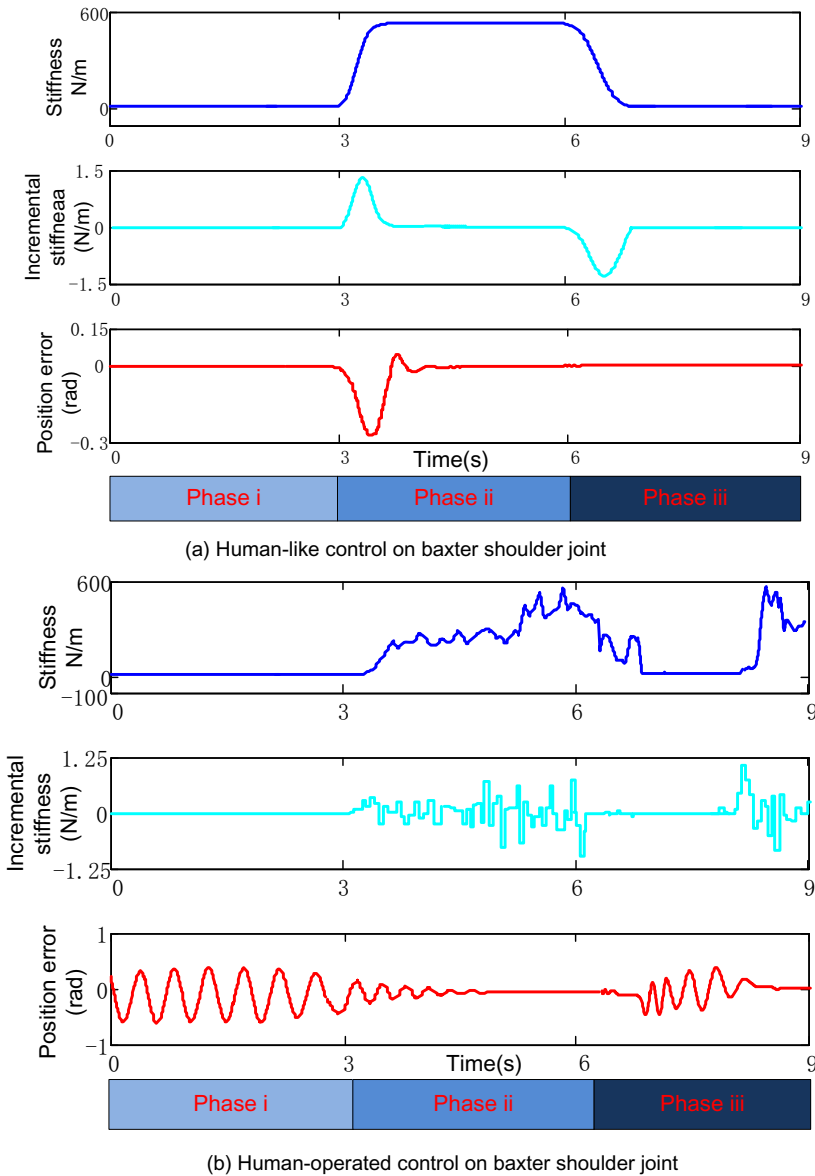 600
Stiffness
N/m
0
0 3 6 9
1.5
Incremental
stiffneaa
(N/m)
0
-1.5
0 3 6 9
0.15
Position error
(rad)
0
-0.3
0 3 6 9
Time(s)
Phase i Phase ii Phase iii
(a) Human-like control on baxter shoulder joint
600
Stiffness
N/m
0
-100
0 3 6 9
1.25
Incremental
stiffness
(N/m)
0
-1.25
0 3 6 9
1
Position error
(rad)
0
-1
0 3 6 9
Time(s)
Phase i Phase ii Phase iii
(b) Human-operated control on baxter shoulder joint